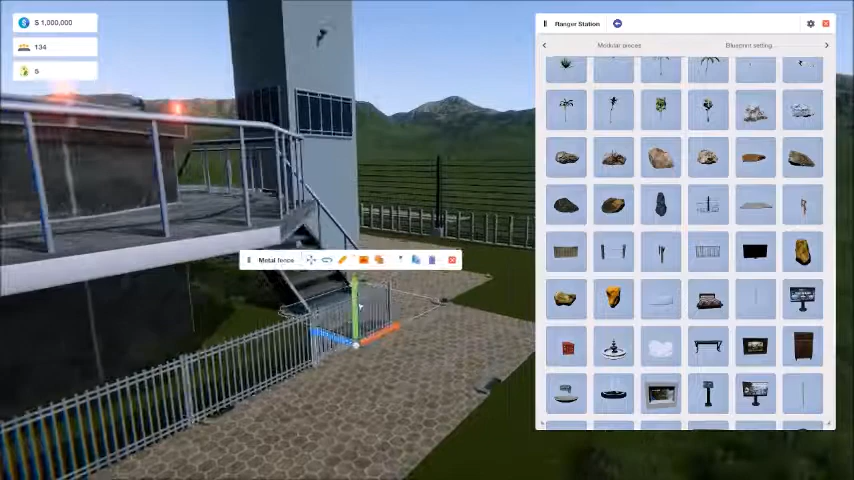 $ 1,000,000
134
5
Ranger Station
Modular pieces
Blueprint setting...
Metal fence